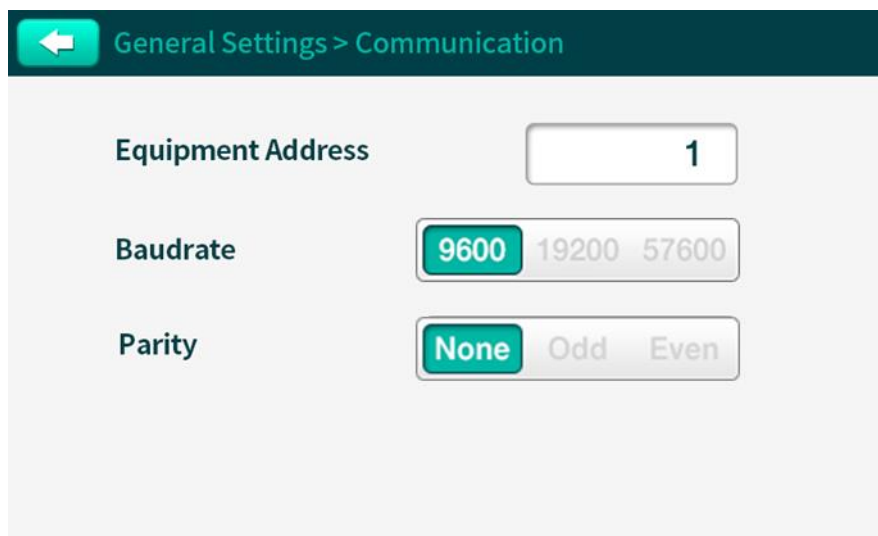 General Settings > Communication
Equipment Address 1
Baudrate 9600 19200 57600
Parity None Odd Even